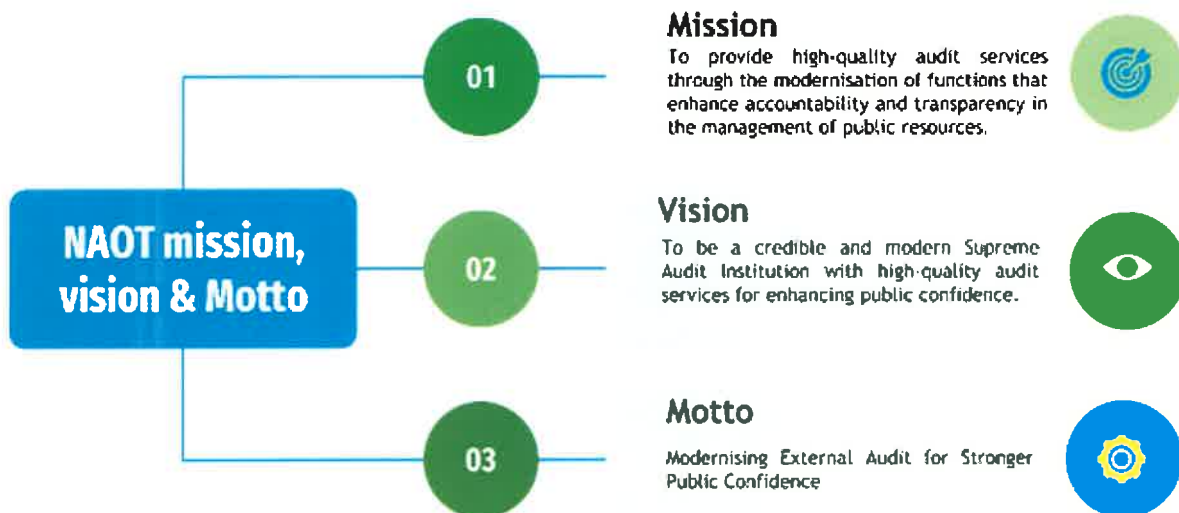 NAOT mission,
vision & Motto
01
Mission
To provide high-quality audit services
through the modernisation of functions that
enhance accountability and transparency in
the management of public resources.
02
Vision
To be a credible and modern Supreme
Audit Institution with high-quality audit
services for enhancing public confidence.
03
Motto
Modernising External Audit for Stronger
Public Confidence